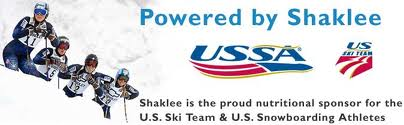 Powered by Shaklee
USSA
US
SKI TEAM
Shaklee is the proud nutritional sponsor for the
U.S. Ski Team & U.S. Snowboarding Athletes